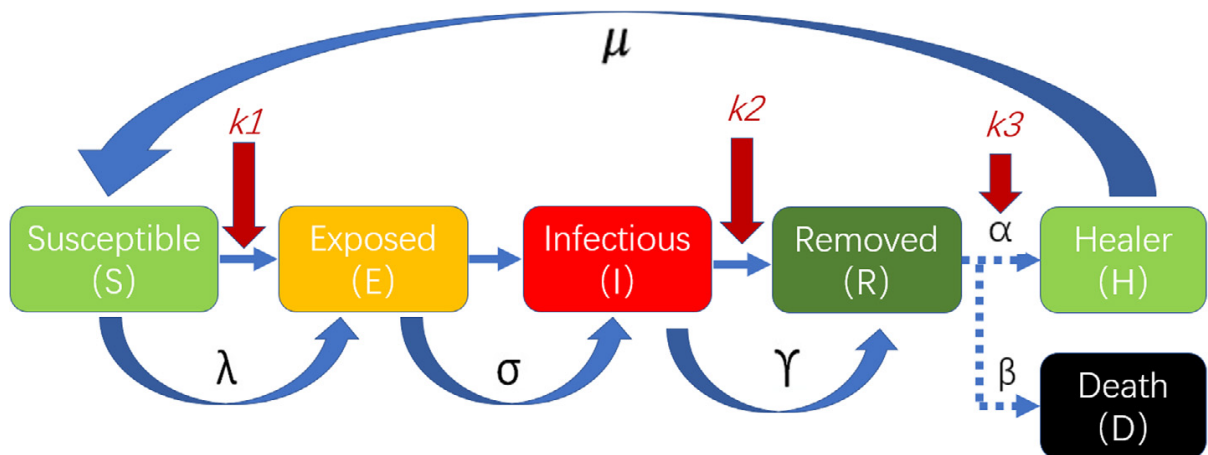 μ
k1
k2
k3
Susceptible
(S)
Exposed
(E)
Infectious
(I)
Removed
(R)
α
Healer
(H)
λ
σ
γ
β
Death
(D)